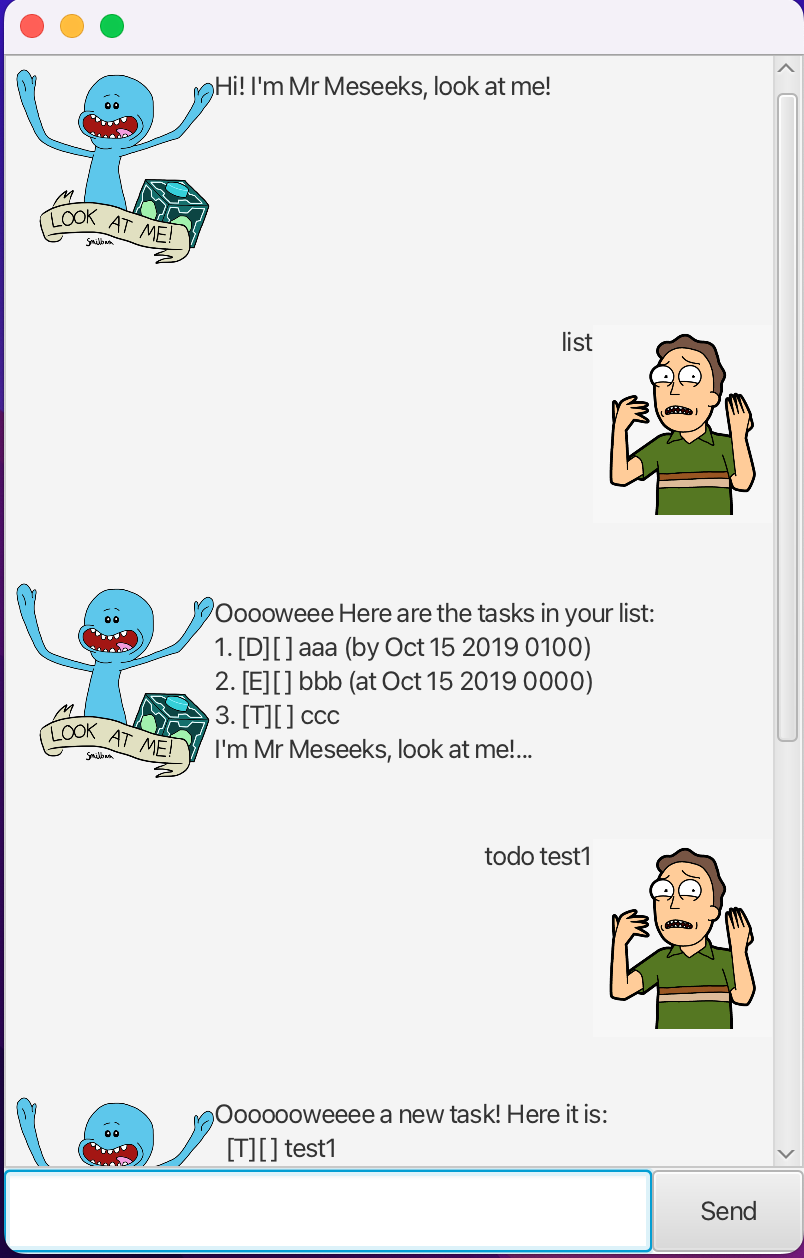 Hi! I'm Mr Meseeks, look at me!
LOOK AT ME!
list
Ooooweee Here are the tasks in your list:
1. [D][ ] aaa (by Oct 15 2019 0100)
2. [E][ ] bbb (at Oct 15 2019 0000)
3. [T][ ] ccc
I'm Mr Meseeks, look at me!...
LOOK AT ME!
todo test1
Dooooooweeee a new task! Here it is:
[T][ ] test1
Send